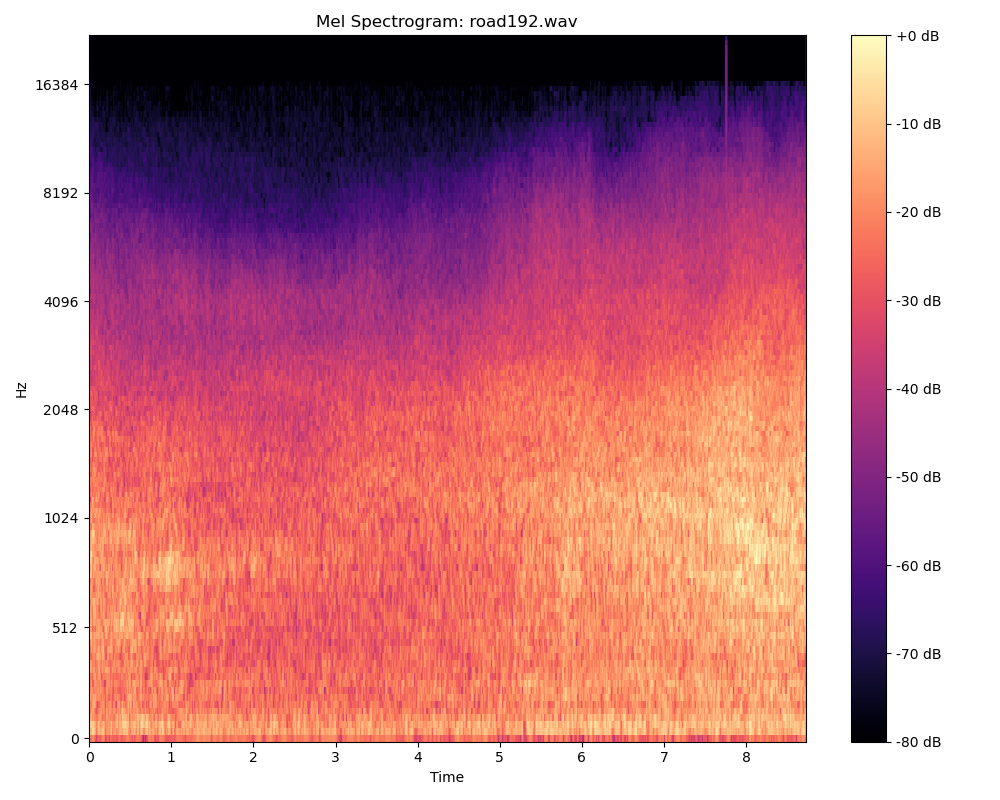 Mel Spectrogram: road192.wav
Hz
16384
8192
4096
2048
1024
512
0
0 1 2 3 4 5 6 7 8
Time
+0 dB
-10 dB
-20 dB
-30 dB
-40 dB
-50 dB
-60 dB
-70 dB
-80 dB